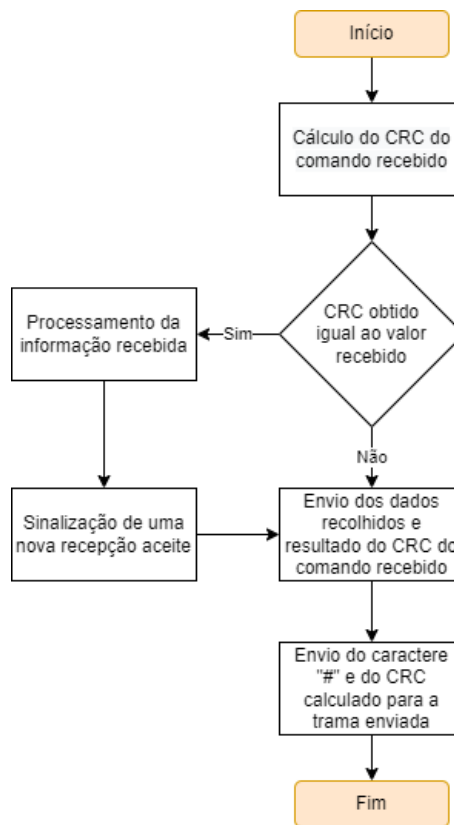 Início
Cálculo do CRC do
comando recebido
CRC obtido
igual ao valor
recebido
Sim
Processamento da
informação recebida
Não
Sinalização de uma
nova recepção aceite
Envio dos dados
recolhidos e
resultado do CRC do
comando recebido
Envio do caractere
"#" e do CRC
calculado para a
trama enviada
Fim